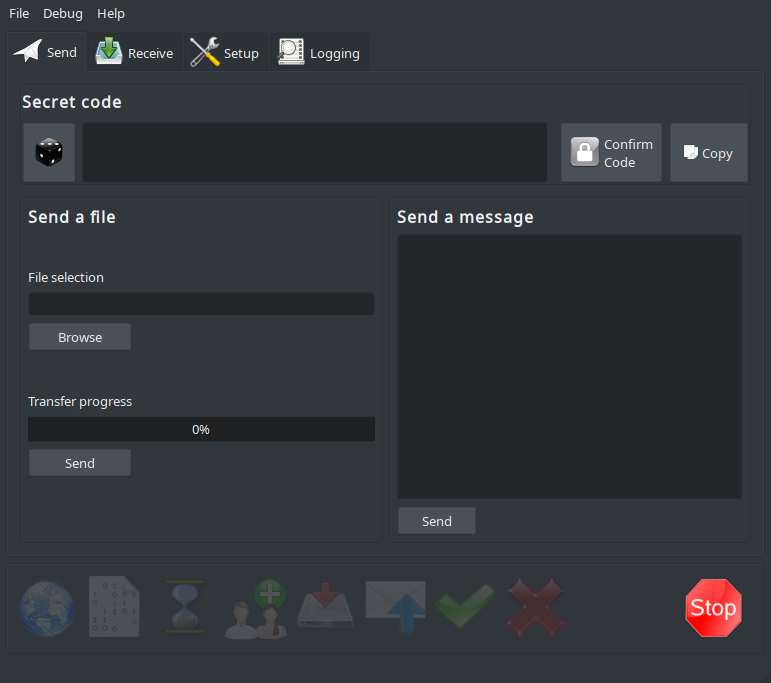 File Debug Help
Send Receive Setup Logging
Secret code
Confirm
Code
Copy
Send a file
File selection
Browse
Transfer progress
0%
Send
Send a message
Send
Stop